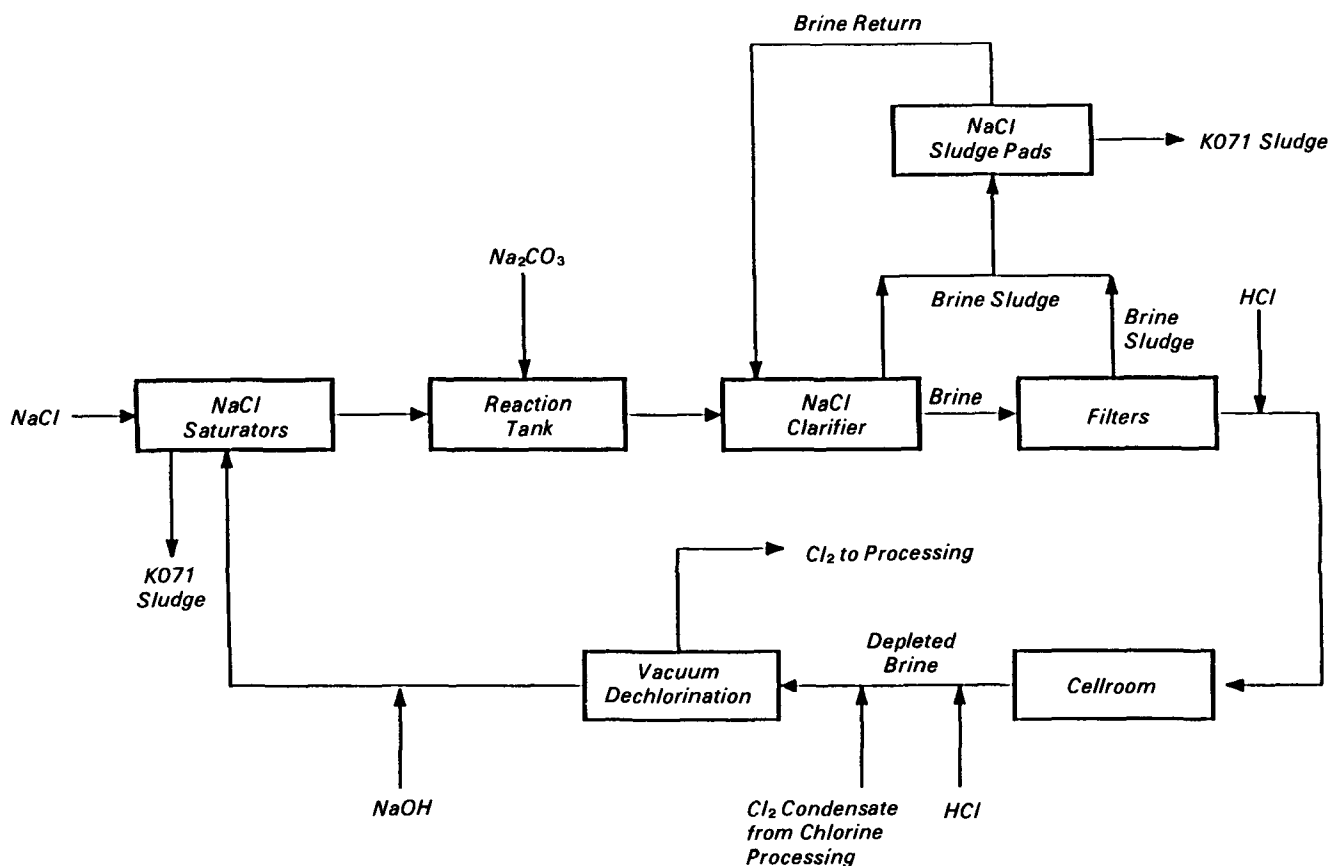 Brine Return
NaCl
Sludge Pads
K071 Sludge
Na₂CO₃
Brine Sludge
Brine
Sludge
HCl
NaCl
NaCl
Saturators
Reaction
Tank
NaCl
Clarifier
Brine
Filters
K071
Sludge
Cl₂ to Processing
Depleted
Brine
Vacuum
Dechlorination
Cellroom
NaOH
Cl₂ Condensate
from Chlorine
Processing
HCl